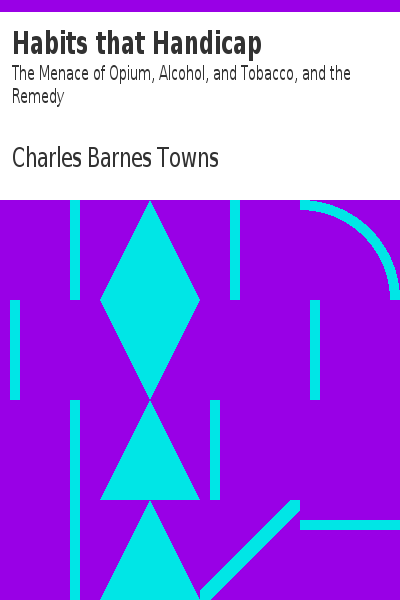 Habits that Handicap
The Menace of Opium, Alcohol, and Tobacco, and the
Remedy
Charles Barnes Towns